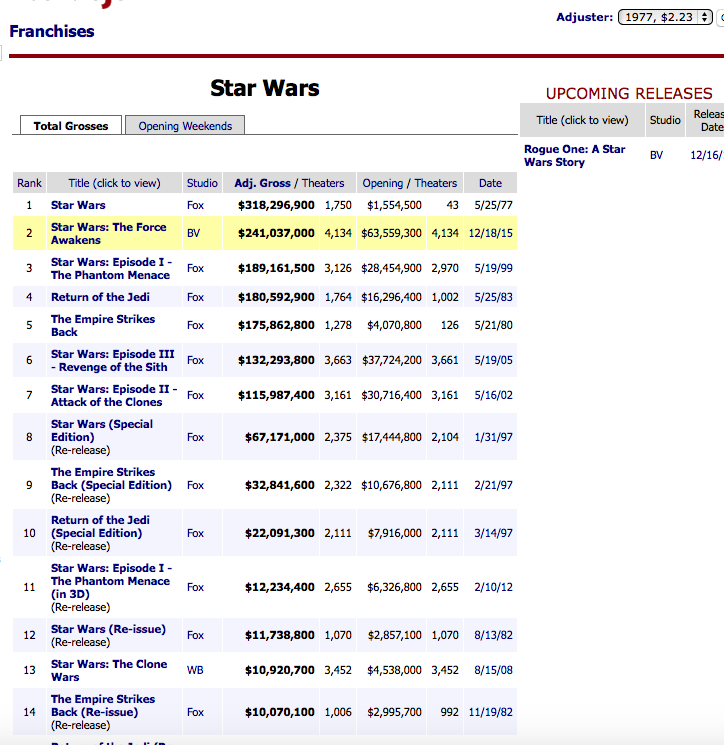 Adjuster: 1977, $2.23
Franchises
Star Wars
UPCOMING RELEASES
Total Grosses Opening Weekends
Title (click to view) Studio Release Date
Rogue One: A Star Wars Story BV 12/16/
Rank Title (click to view) Studio Adj. Gross / Theaters Opening / Theaters Date
1 Star Wars Fox $318,296,900 1,750 $1,554,500 43 5/25/77
2 Star Wars: The Force Awakens BV $241,037,000 4,134 $63,559,300 4,134 12/18/15
3 Star Wars: Episode I - The Phantom Menace Fox $189,161,500 3,126 $28,454,900 2,970 5/19/99
4 Return of the Jedi Fox $180,592,900 1,764 $16,296,400 1,002 5/25/83
5 The Empire Strikes Back Fox $175,862,800 1,278 $4,070,800 126 5/21/80
6 Star Wars: Episode III - Revenge of the Sith Fox $132,293,800 3,663 $37,724,200 3,661 5/19/05
7 Star Wars: Episode II - Attack of the Clones Fox $115,987,400 3,161 $30,716,400 3,161 5/16/02
8 Star Wars (Special Edition) (Re-release) Fox $67,171,000 2,375 $17,444,800 2,104 1/31/97
9 The Empire Strikes Back (Special Edition) (Re-release) Fox $32,841,600 2,322 $10,676,800 2,111 2/21/97
10 Return of the Jedi (Special Edition) (Re-release) Fox $22,091,300 2,111 $7,916,000 2,111 3/14/97
11 Star Wars: Episode I - The Phantom Menace (in 3D) (Re-release) Fox $12,234,400 2,655 $6,326,800 2,655 2/10/12
12 Star Wars (Re-issue) (Re-release) Fox $11,738,800 1,070 $2,857,100 1,070 8/13/82
13 Star Wars: The Clone Wars WB $10,920,700 3,452 $4,538,000 3,452 8/15/08
14 The Empire Strikes Back (Re-issue) (Re-release) Fox $10,070,100 1,006 $2,995,700 992 11/19/82